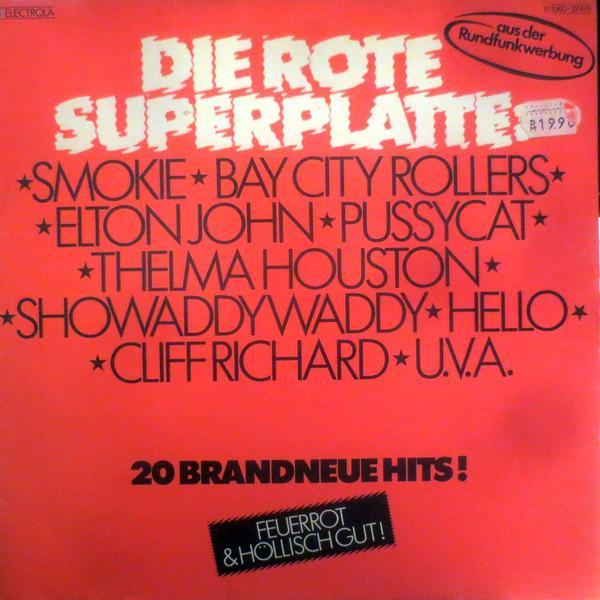 ELECTROLA
aus der
Rundfunkwerbung
DIE ROTE
SUPERPLATTE
19.90
★SMOKIE★BAY CITY ROLLERS★
★ELTON JOHN★PUSSYCAT★
★THELMA HOUSTON★
★SHOWADDYWADDY★HELLO★
★CLIFF RICHARD★U.V.A.
20 BRANDNEUE HITS!
FEUERROT
& HÖLLISCH GUT!